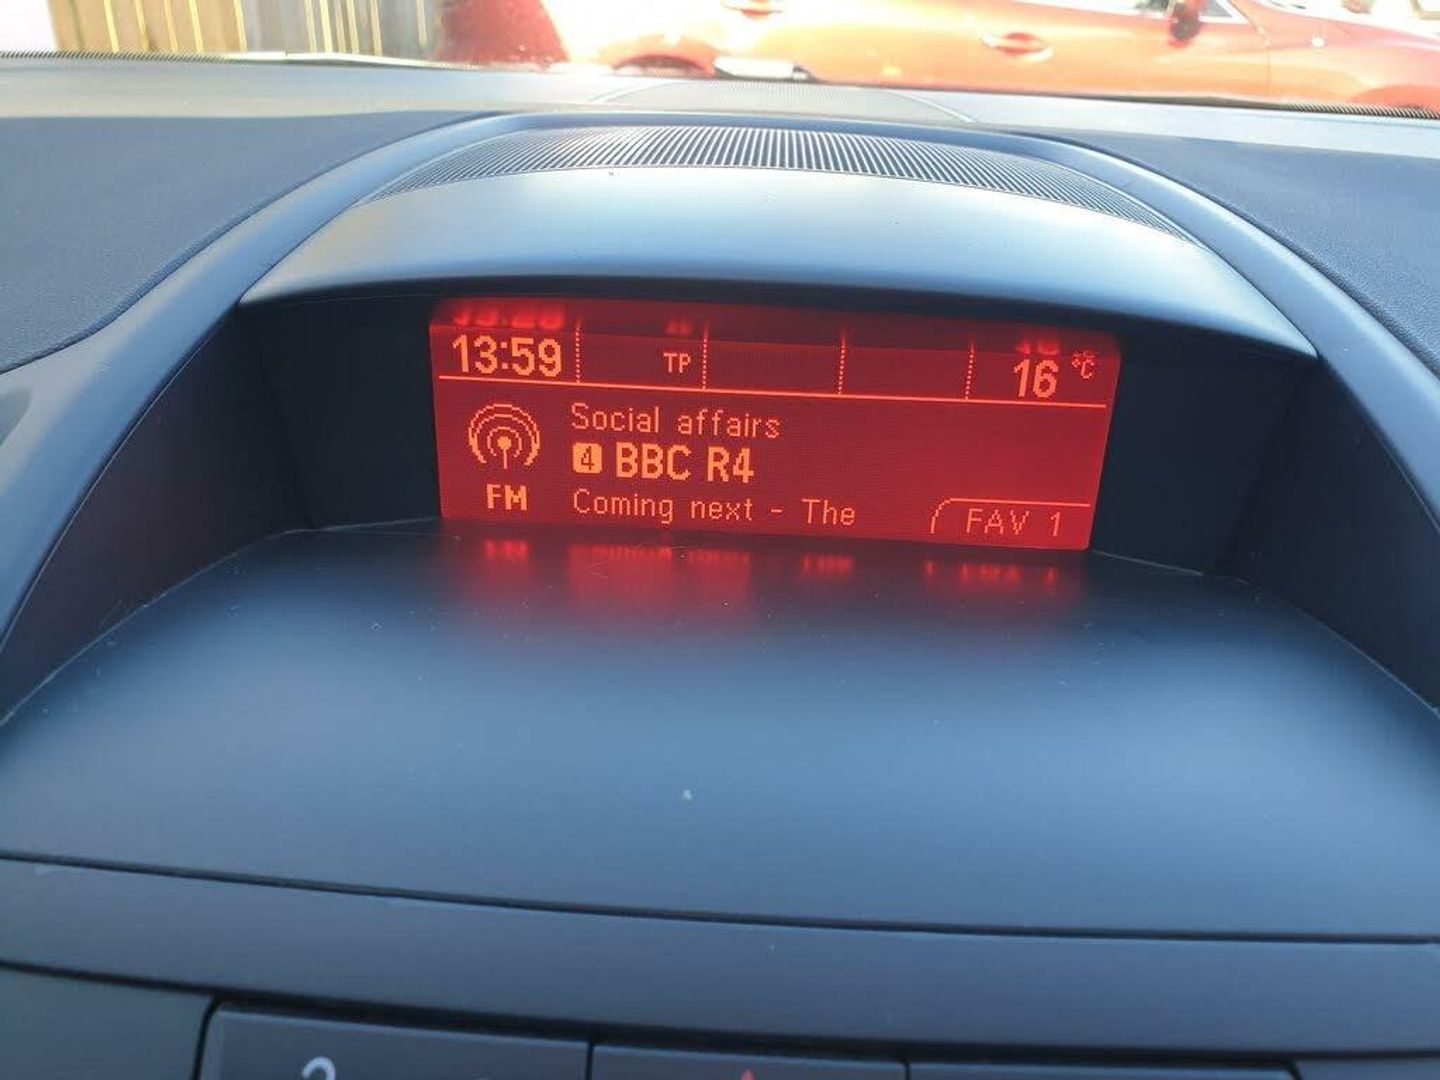 13:59 TP 16 °C
Social affairs
4 BBC R4
FM Coming next - The
FAV 1